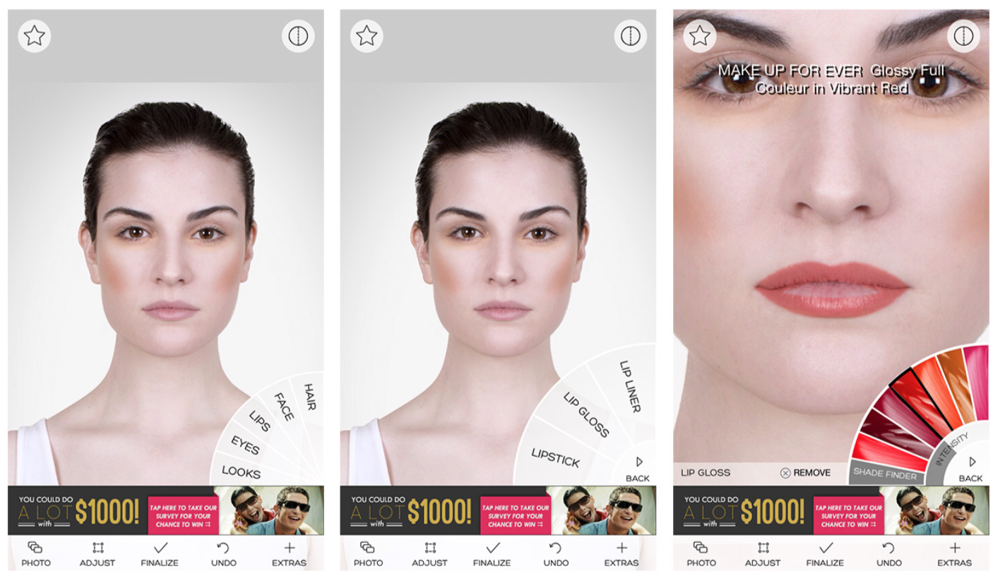 HAIR
FACE
LIPS
EYES
LOOKS
YOU COULD DO
A LOT
with
$1000!
TAP HERE TO TAKE OUR
SURVEY FOR YOUR
CHANCE TO WIN
PHOTO
ADJUST
FINALIZE
UNDO
EXTRAS
LIP LINER
LIP GLOSS
LIPSTICK
BACK
YOU COULD DO
A LOT
with
$1000!
TAP HERE TO TAKE OUR
SURVEY FOR YOUR
CHANCE TO WIN
PHOTO
ADJUST
FINALIZE
UNDO
EXTRAS
MAKE UP FOR EVER Glossy Full
Couleur in Vibrant Red
INTENSITY
SHADE FINDER
LIP GLOSS
REMOVE
BACK
YOU COULD DO
A LOT
with
$1000!
TAP HERE TO TAKE OUR
SURVEY FOR YOUR
CHANCE TO WIN
PHOTO
ADJUST
FINALIZE
UNDO
EXTRAS